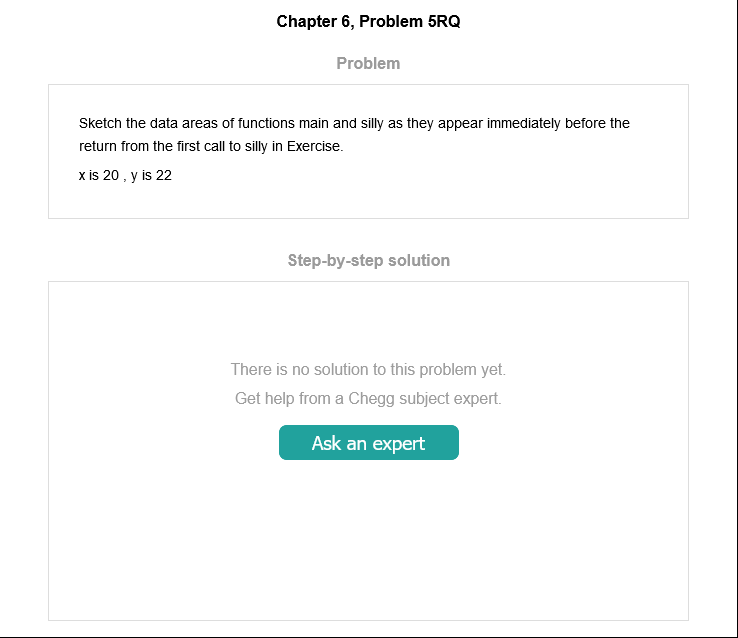 Chapter 6, Problem 5RQ
Problem
Sketch the data areas of functions main and silly as they appear immediately before the
return from the first call to silly in Exercise.
x is 20 , y is 22
Step-by-step solution
There is no solution to this problem yet.
Get help from a Chegg subject expert.
Ask an expert